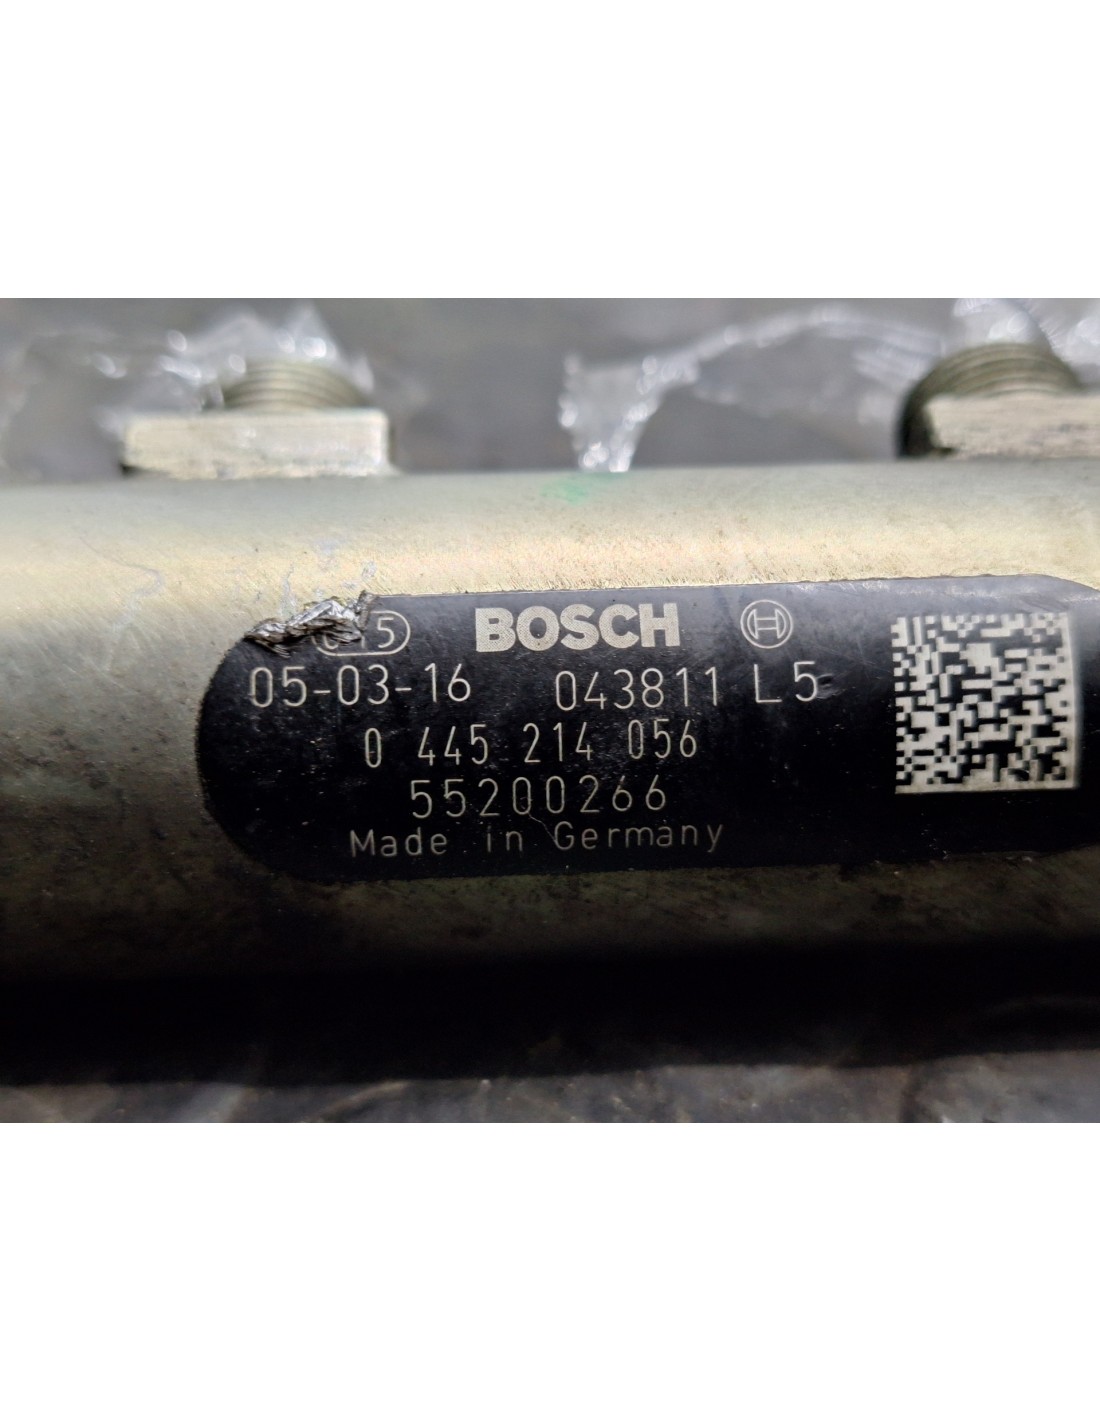 BOSCH
05-03-16 043811 L5
0 445 214 056
55200266
Made in Germany